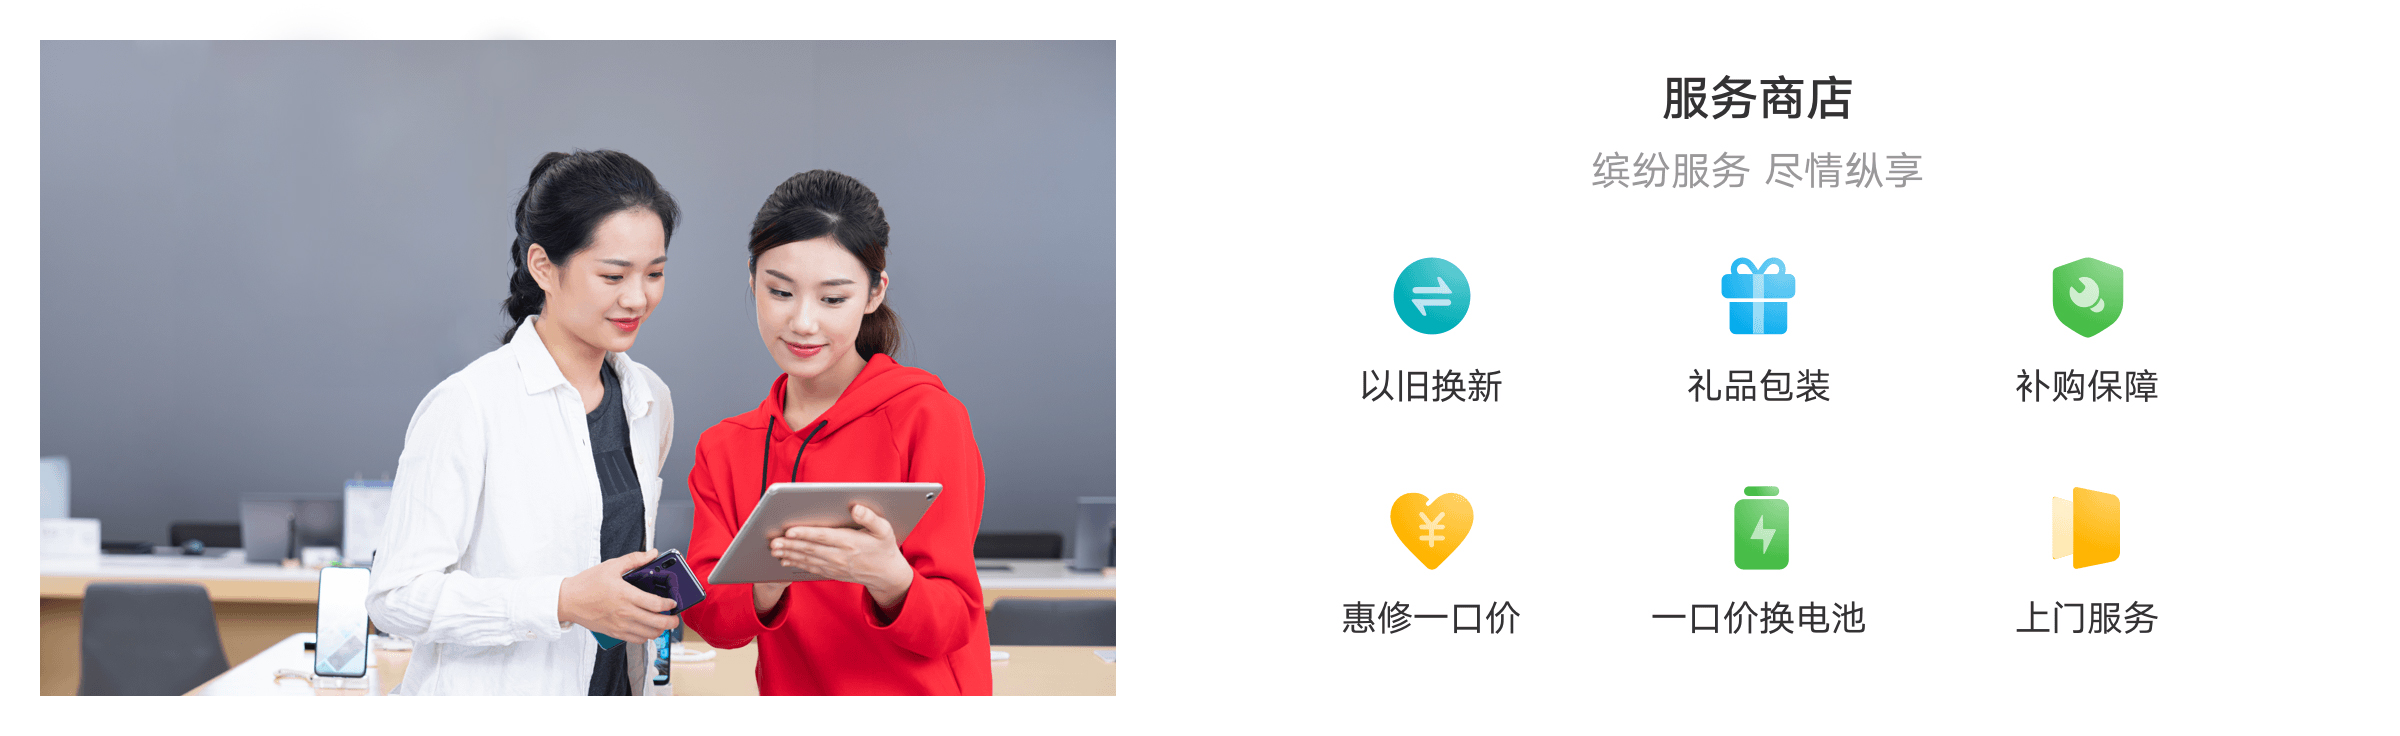 服务商店
缤纷服务 尽情纵享
以旧换新
礼品包装
补购保障
惠修一口价
一口价换电池
上门服务